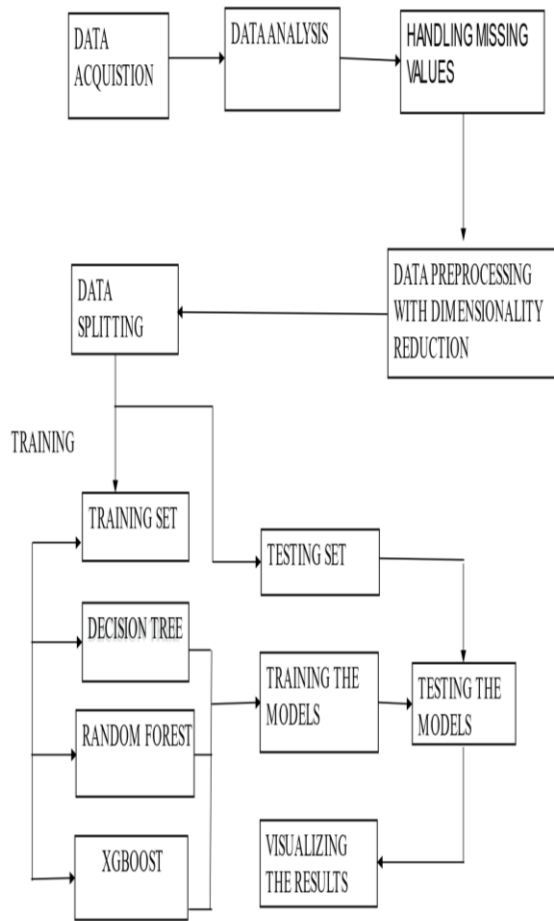 DATA
ACQUISTION
DATA ANALYSIS
HANDLING MISSING
VALUES
DATA PREPROCESSING
WITH DIMENSIONALITY
REDUCTION
DATA
SPLITTING
TRAINING
TRAINING SET
TESTING SET
DECISION TREE
TRAINING THE
MODELS
TESTING THE
MODELS
RANDOM FOREST
XGBOOST
VISUALIZING
THE RESULTS